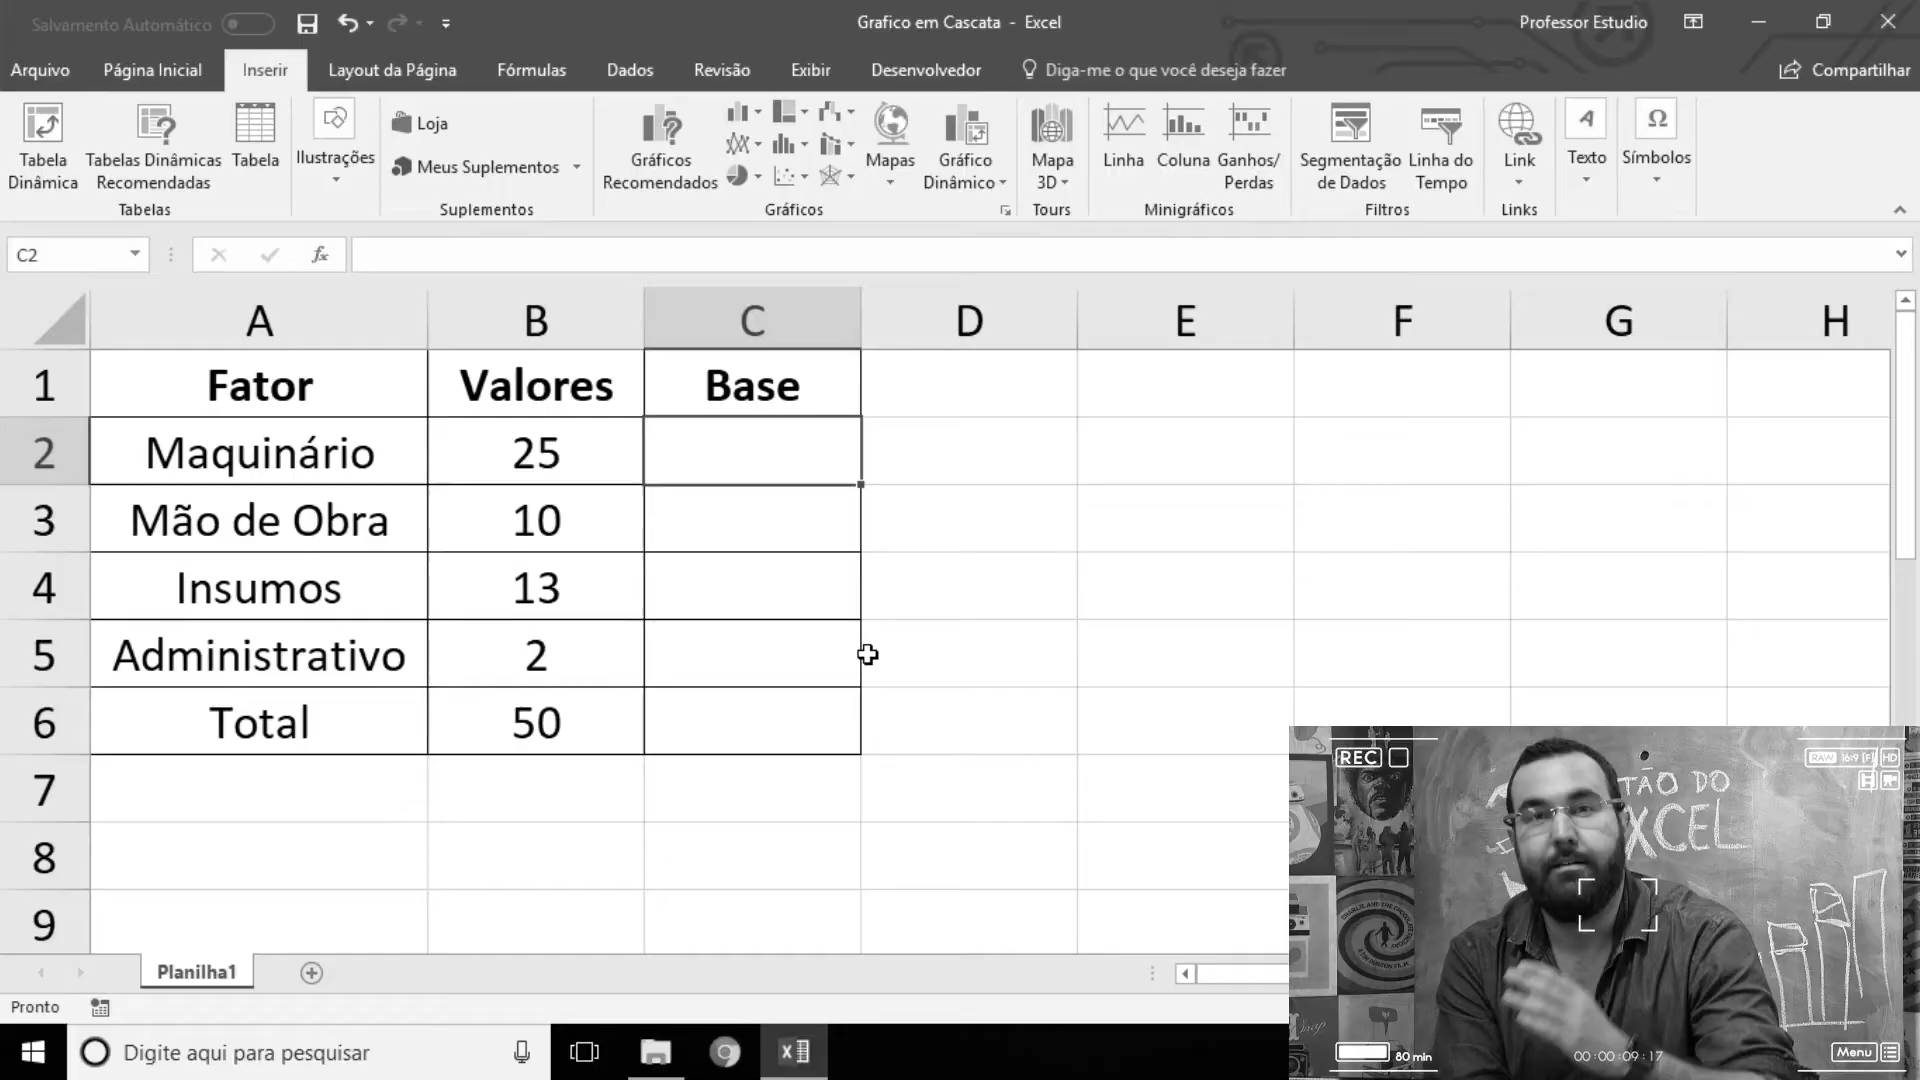 Salvamento Automático
Grafico em Cascata - Excel
Professor Estudio
Arquivo
Página Inicial
Inserir
Layout da Página
Fórmulas
Dados
Revisão
Exibir
Desenvolvedor
Diga-me o que você deseja fazer
Compartilhar
Tabela
Dinâmica
Tabelas Dinâmicas
Recomendadas
Tabela
Ilustrações
Loja
Meus Suplementos
Gráficos
Recomendados
Mapas
Gráfico
Dinâmico
Mapa
3D
Linha
Coluna
Ganhos/
Perdas
Segmentação
de Dados
Linha do
Tempo
Link
Texto
Símbolos
Tabelas
Suplementos
Gráficos
Tours
Minigráficos
Filtros
Links
C2
fx
A B C D E F G H
1 Fator Valores Base
2 Maquinário 25
3 Mão de Obra 10
4 Insumos 13
5 Administrativo 2
6 Total 50
7
8
9
REC
RAW 16:9 [F] HD
TÃO DO
XCEL
80 min
00:00:09:17
Menu
Planilha1
Pronto
Digite aqui para pesquisar